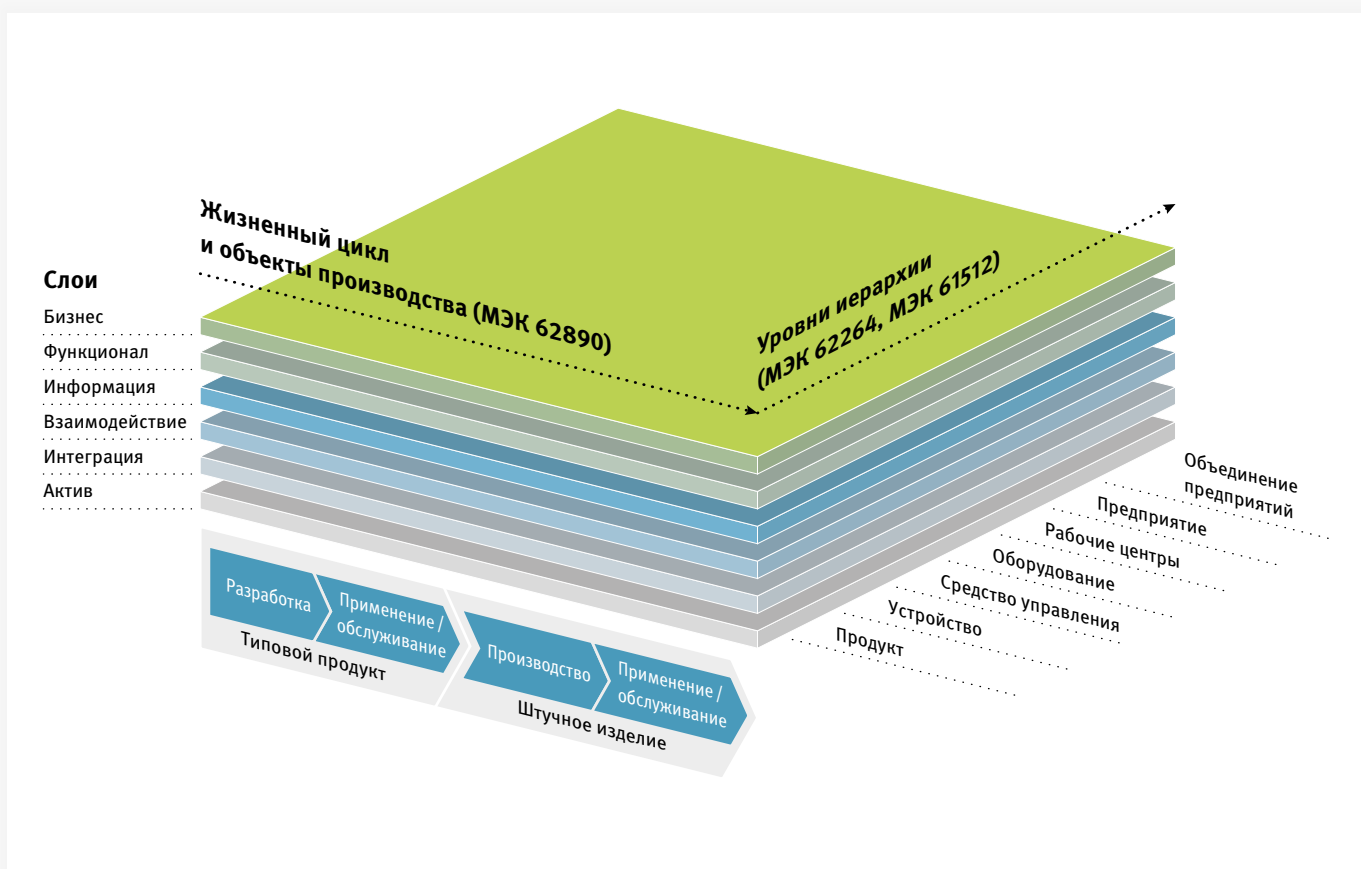 Жизненный цикл
и объекты производства (МЭК 62890)
Уровни иерархии
(МЭК 62264, МЭК 61512)
Слои
Бизнес
Функционал
Информация
Взаимодействие
Интеграция
Актив
Объединение
предприятий
Предприятие
Рабочие центры
Оборудование
Средство управления
Устройство
Продукт
Разработка
Применение /
обслуживание
Типовой продукт
Производство
Применение /
обслуживание
Штучное изделие